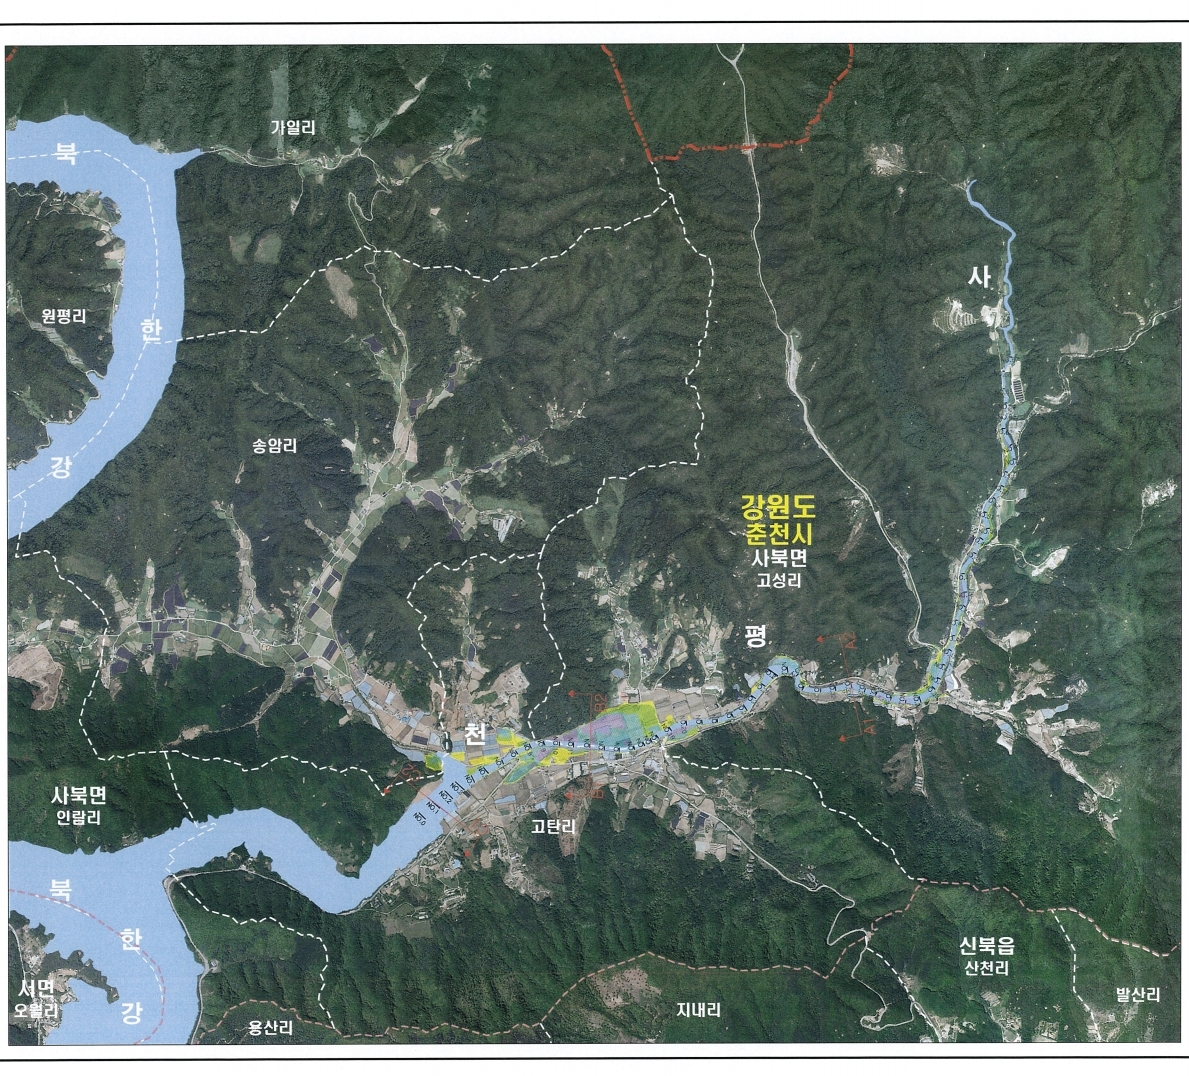 가일리
북
사
원평리
한
송암리
강
강원도
춘천시
사북면
고성리
평
천
사북면
인람리
고탄리
북
한
신북읍
산천리
서면
오월리
강
지내리
발산리
용산리